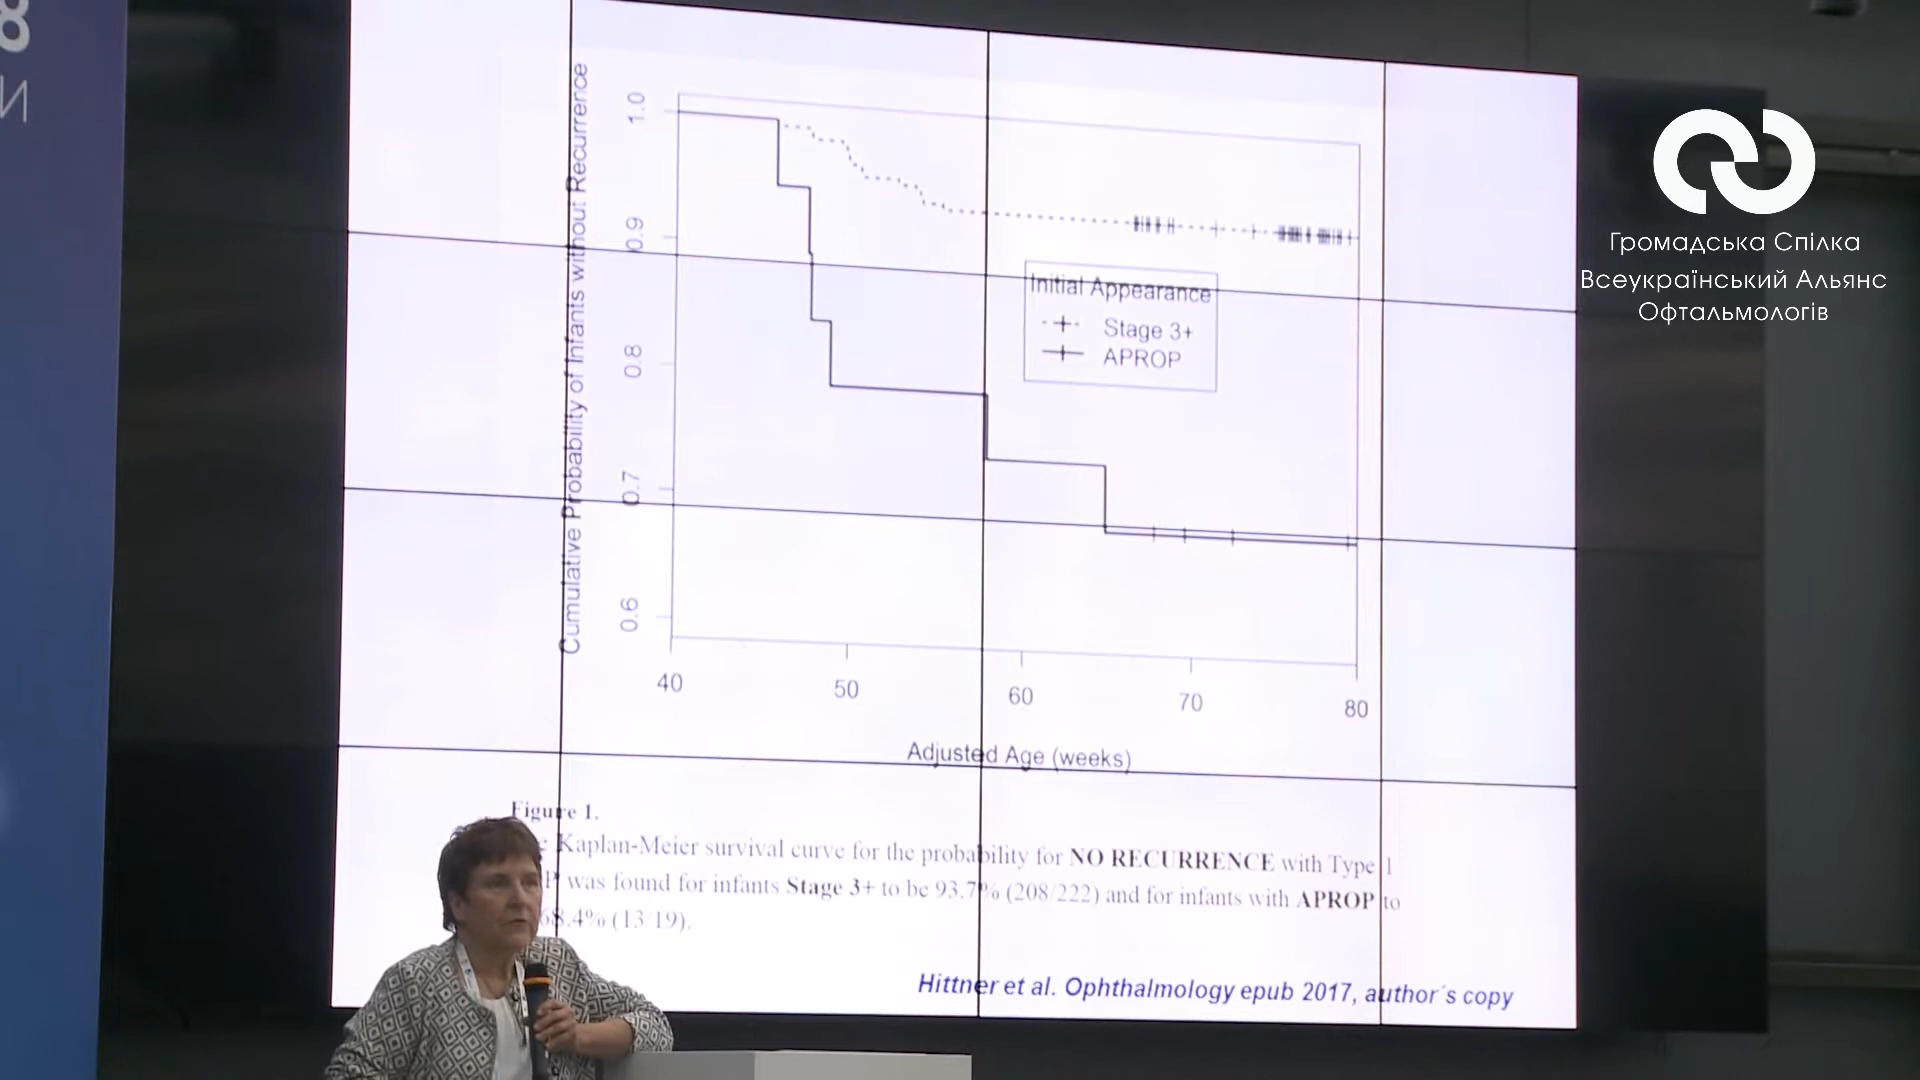 8
И
Громадська Спілка
Всеукраїнський Альянс
Офтальмологів
Cumulative Probability of Infants without Recurrence
1.0
0.9
0.8
0.7
0.6
Initial Appearance
Stage 3+
APROP
40 50 60 70 80
Adjusted Age (weeks)
Figure 1.
Kaplan-Meier survival curve for the probability for NO RECURRENCE with Type 1
P was found for infants Stage 3+ to be 93.7% (208/222) and for infants with APROP to
68.4% (13/19).
Hittner et al. Ophthalmology epub 2017, author´s copy